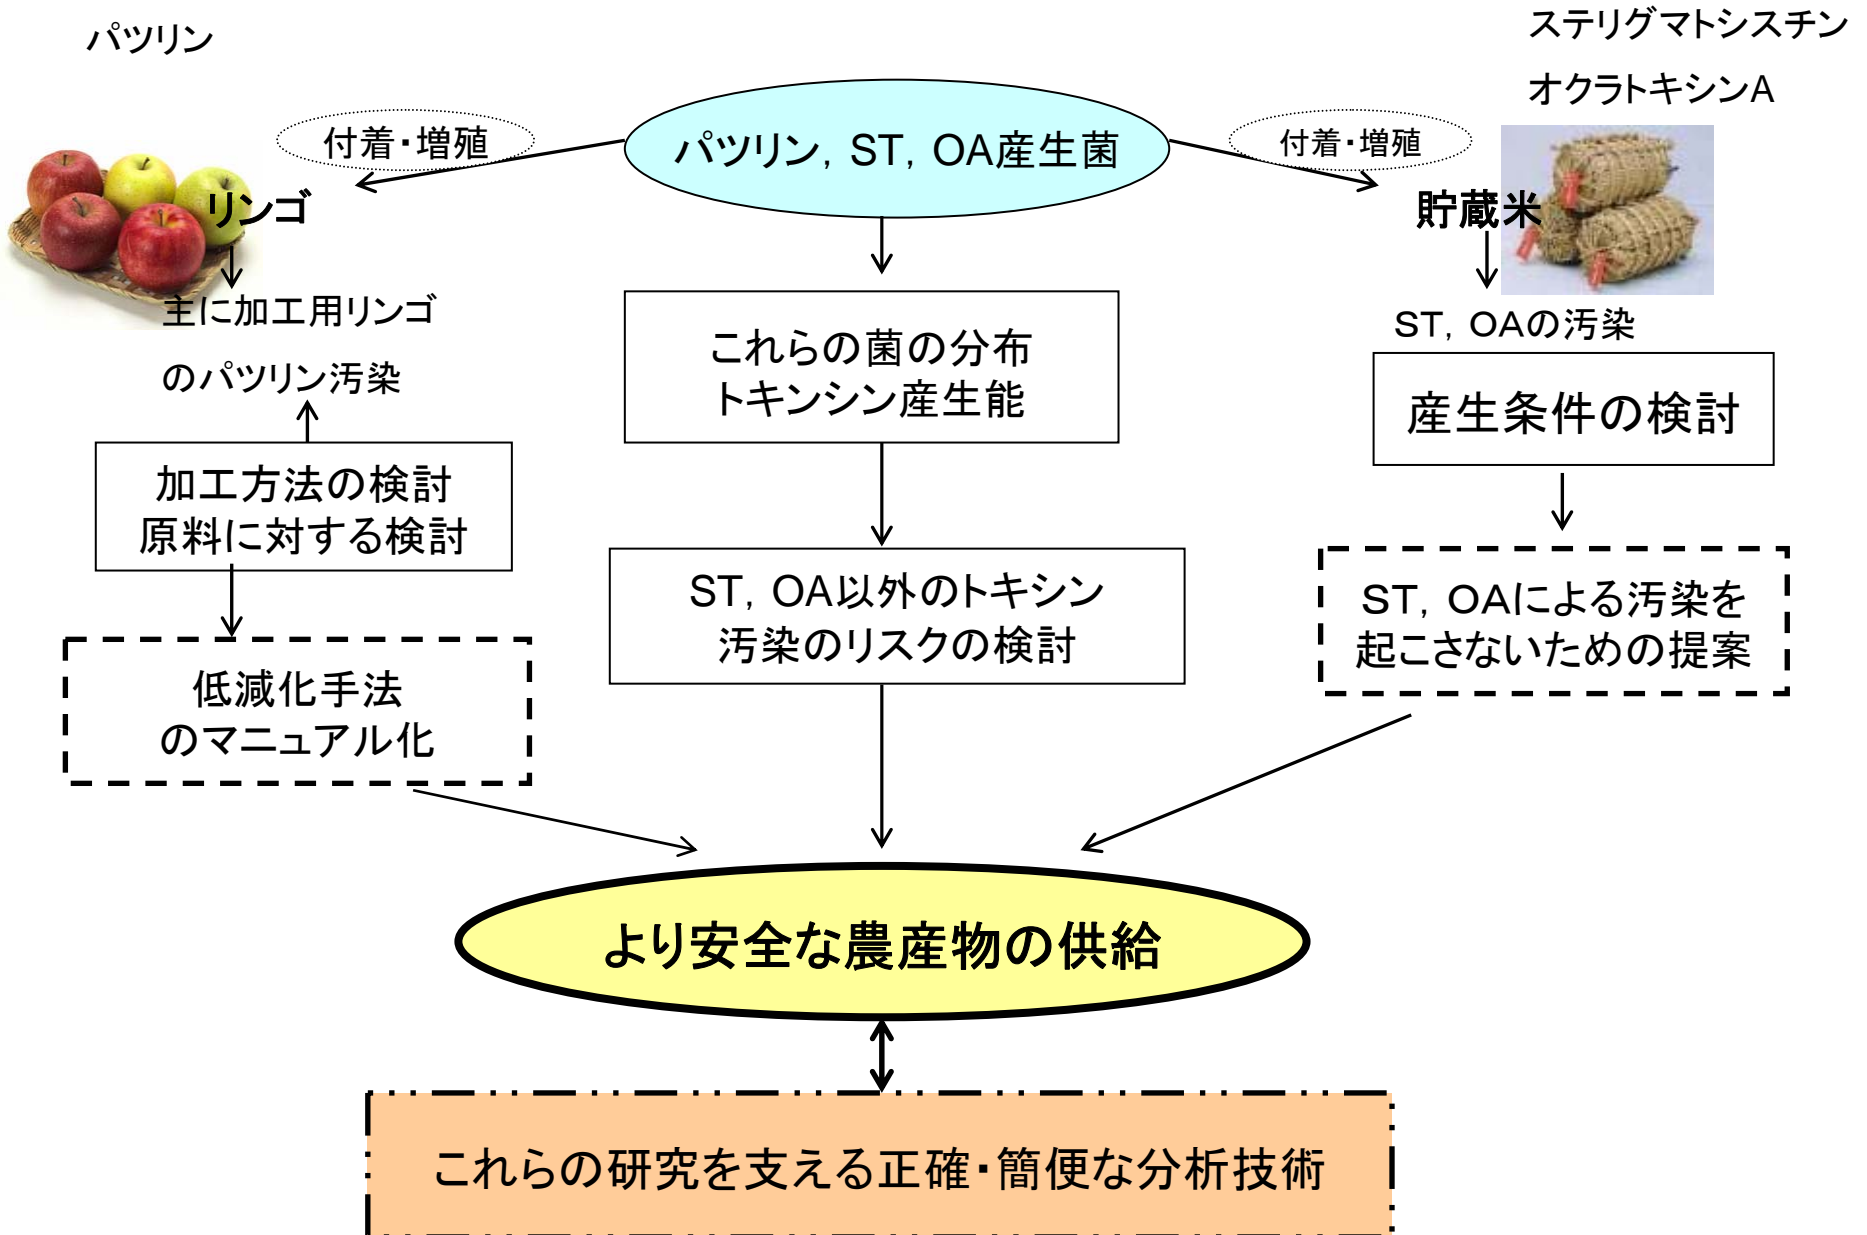 パツリン
ステリグマトシスチン
オクラトキシンA
付着・増殖
パツリン，ST，OA産生菌
付着・増殖
リンゴ
貯蔵米
主に加工用リンゴ
のパツリン汚染
これらの菌の分布
トキンシン産生能
ST，OAの汚染
産生条件の検討
加工方法の検討
原料に対する検討
ST，OA以外のトキシン
汚染のリスクの検討
ST，OAによる汚染を
起こさないための提案
低減化手法
のマニュアル化
より安全な農産物の供給
これらの研究を支える正確・簡便な分析技術